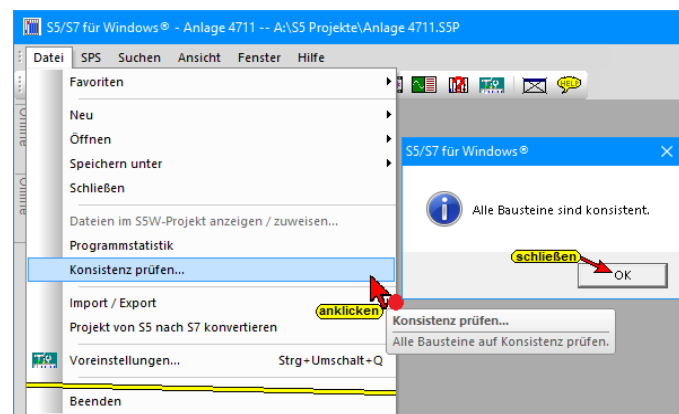 S5/S7 für Windows® - Anlage 4711 -- A:\S5 Projekte\Anlage 4711.S5P
Datei SPS Suchen Ansicht Fenster Hilfe
Favoriten
HELP
Neu
Öffnen
Speichern unter
Schließen
Dateien im S5W-Projekt anzeigen / zuweisen...
Programmstatistik
Konsistenz prüfen...
Import / Export
Projekt von S5 nach S7 konvertieren
Voreinstellungen... Strg+Umschalt+Q
Beenden
S5/S7 für Windows®
Alle Bausteine sind konsistent.
schließen
OK
anklicken
Konsistenz prüfen...
Alle Bausteine auf Konsistenz prüfen.